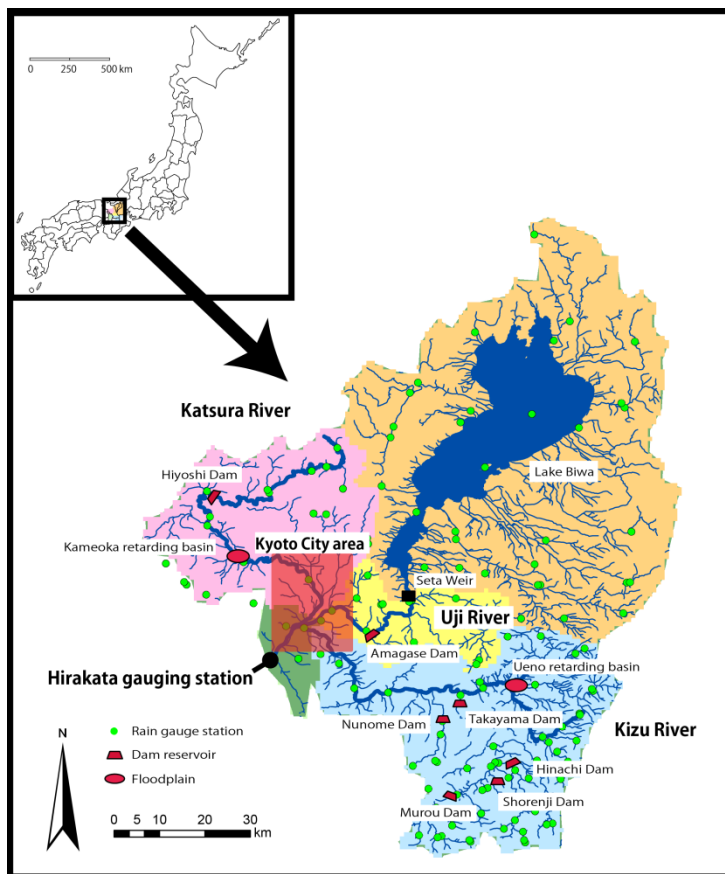 0 250 500 km
Katsura River
Hiyoshi Dam
Lake Biwa
Kameoka retarding basin
Kyoto City area
Seta Weir
Uji River
Amagase Dam
Ueno retarding basin
Hirakata gauging station
Nunome Dam
Takayama Dam
Kizu River
N
Rain gauge station
Dam reservoir
Floodplain
Hinachi Dam
Shorenji Dam
Murou Dam
0 5 10 20 30
km